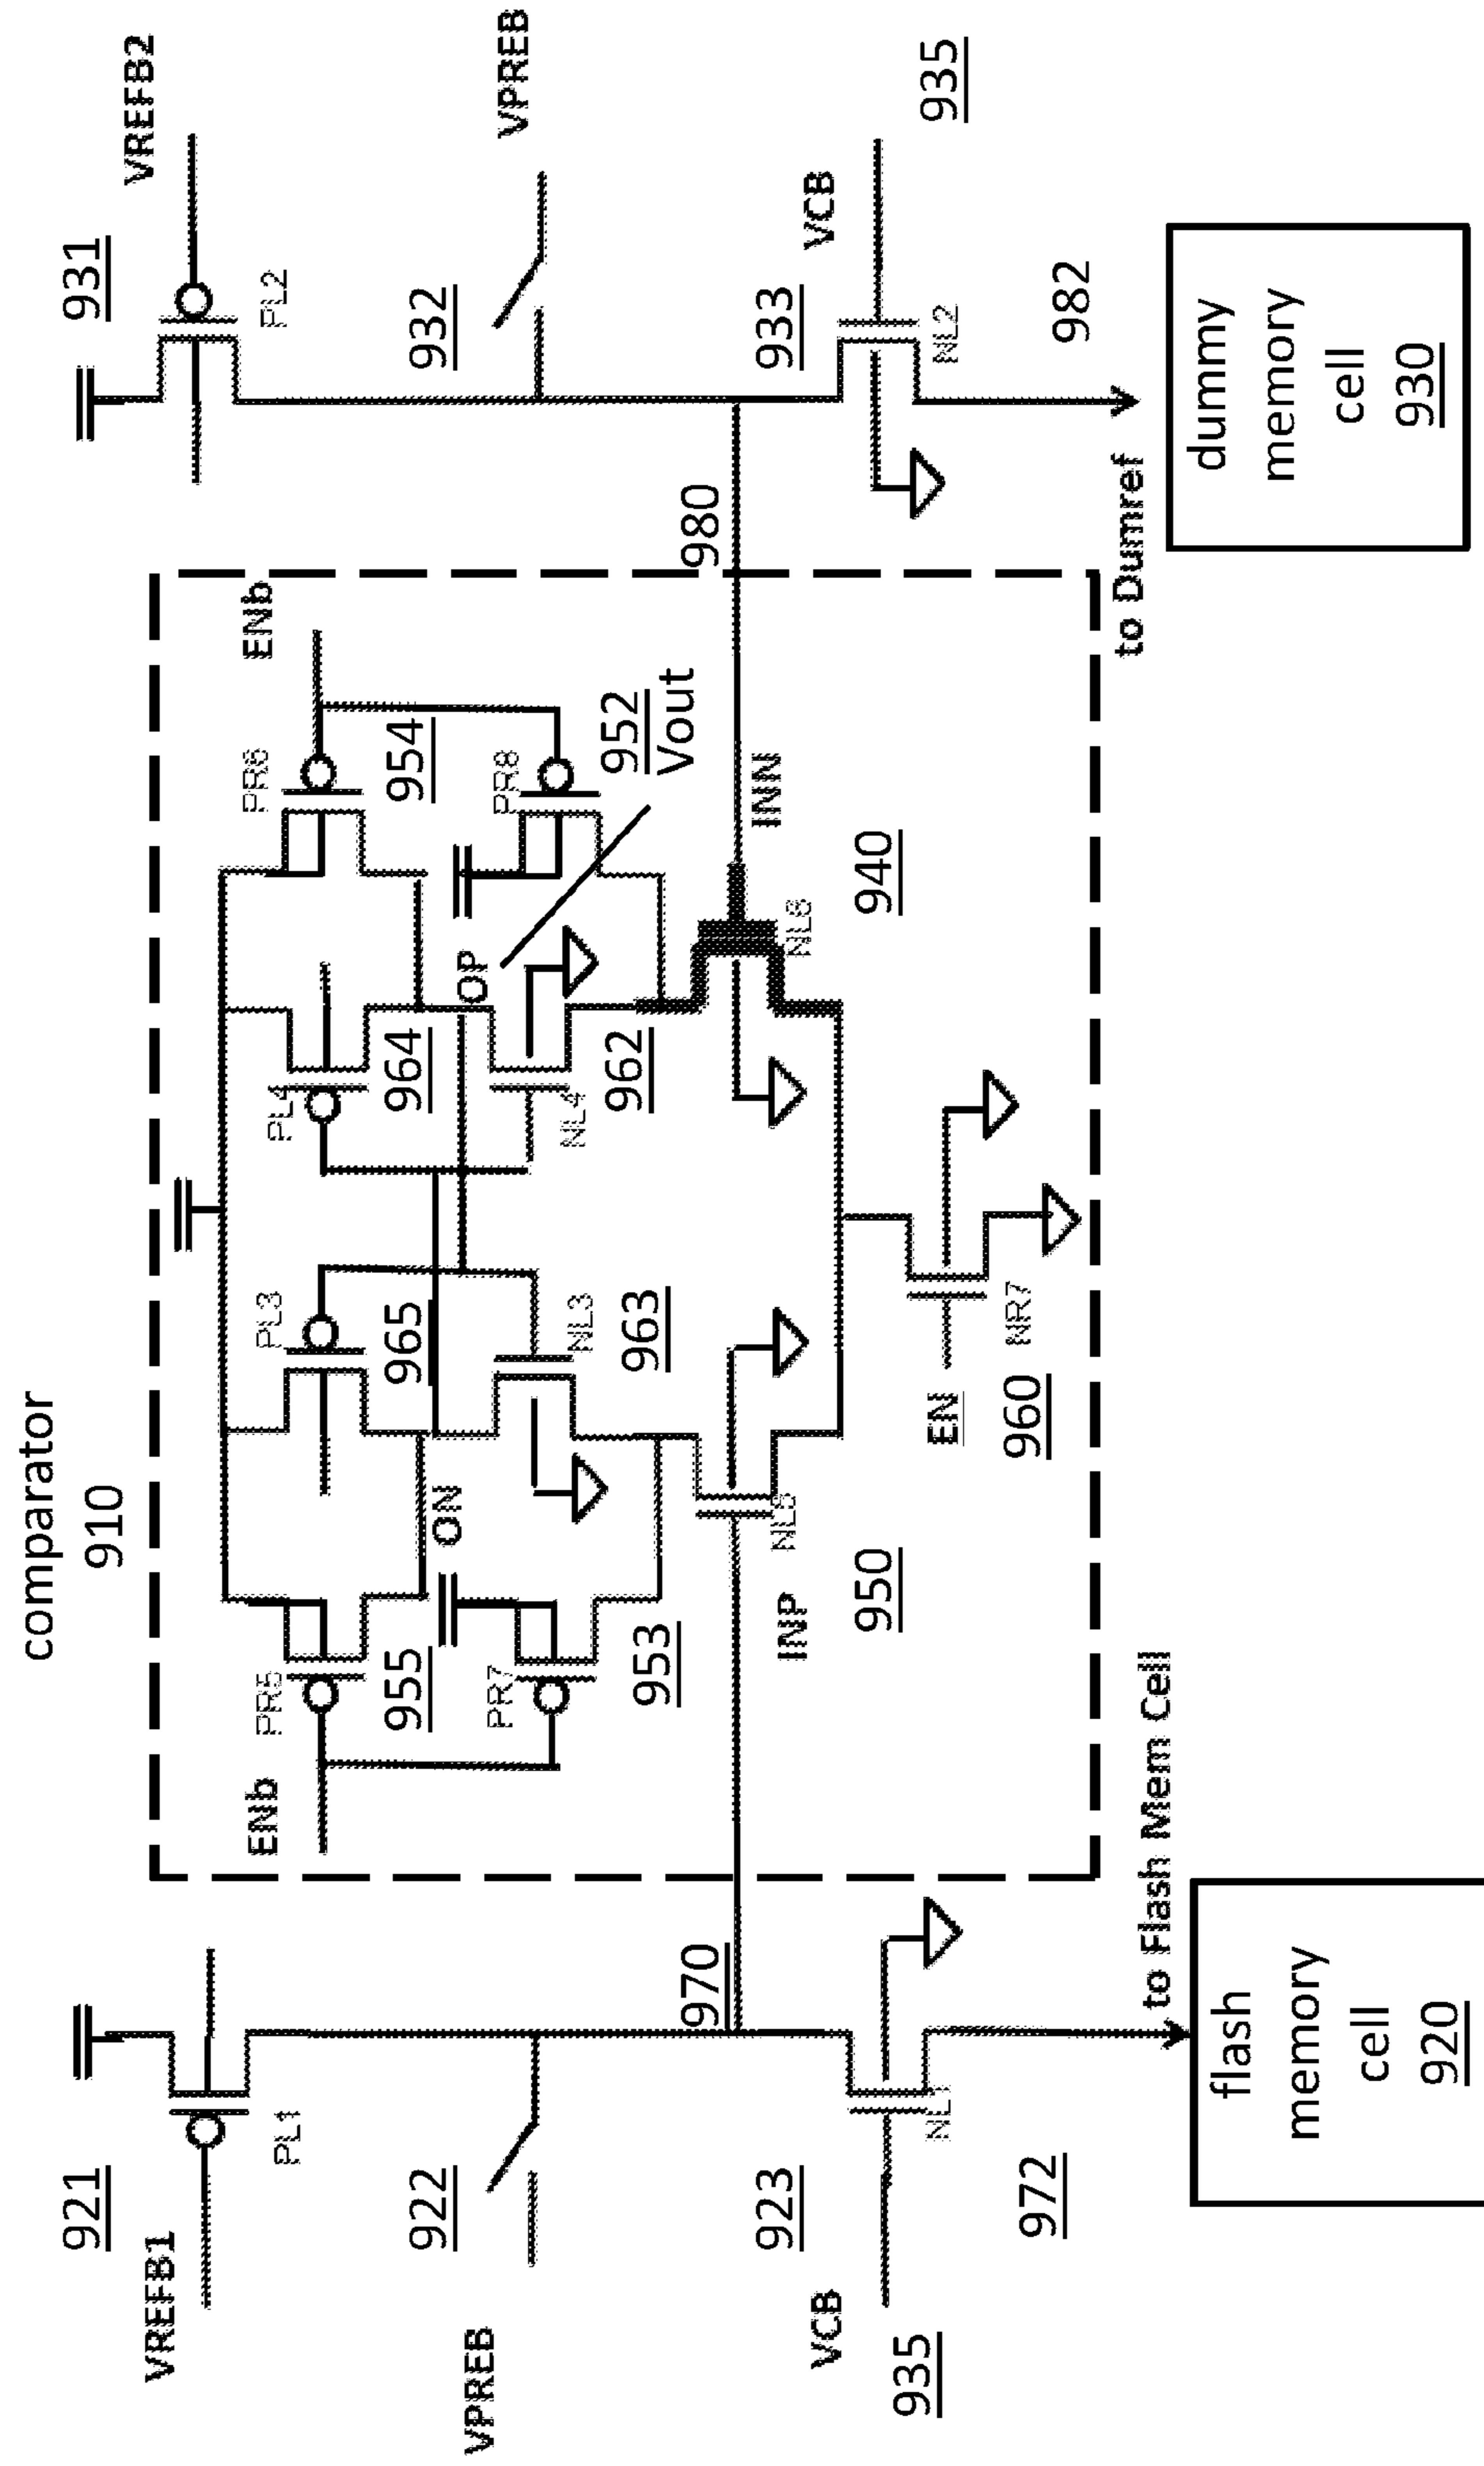 comparator
910
921
VREFB1
PL1
922
VPREB
923
VCB
935
NL1
972
970
to Flash Mem Cell
flash
memory
cell
920
ENb
PR5
955
PR7
953
ON
PL3
965
NL3
963
INP
950
EN
960
NR7
PL4
964
OP
NL4
962
PR6
954
ENb
PR8
952
Vout
INN
940
980
931
VREFB2
PL2
932
VPREB
933
VCB
935
NL2
982
to Dumref
dummy
memory
cell
930